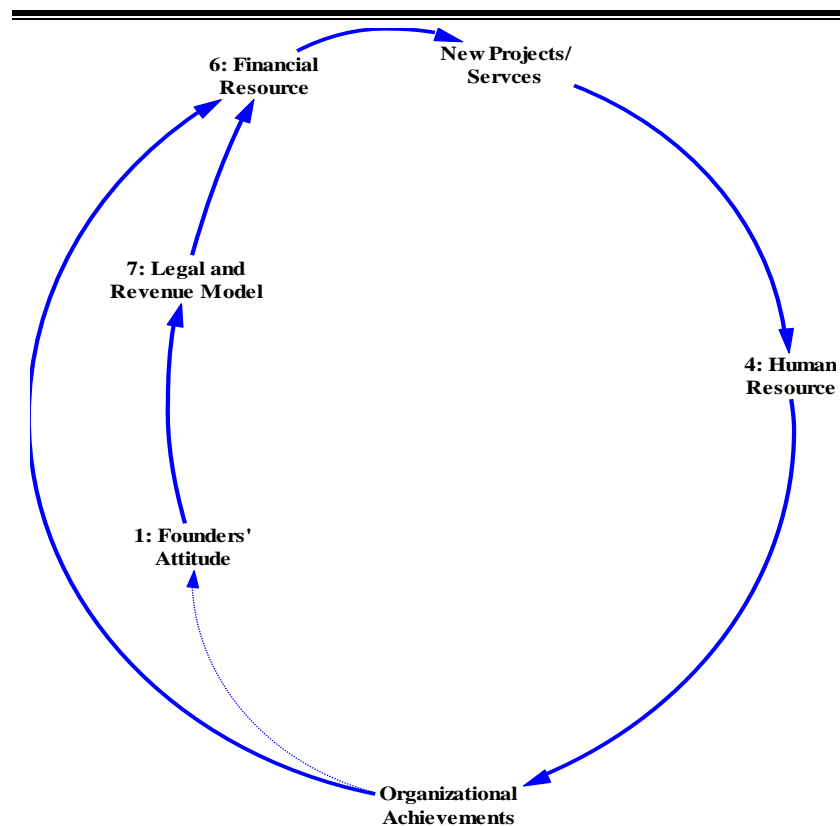 6: Financial
Resource
New Projects/
Servces
7: Legal and
Revenue Model
4: Human
Resource
1: Founders'
Attitude
Organizational
Achievements